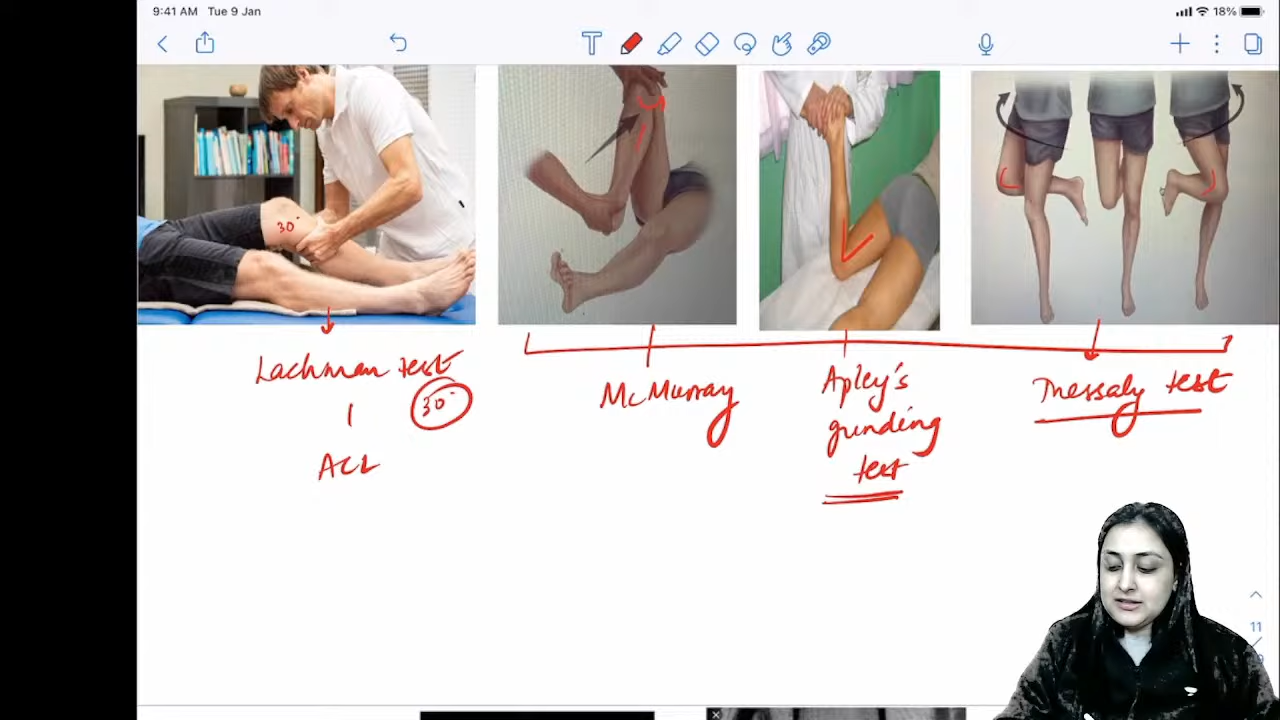 9:41 AM Tue 9 Jan
18%
30°
Lachman test
30°
ACL
McMurray
Apley's
grinding
test
Thessaly test
11